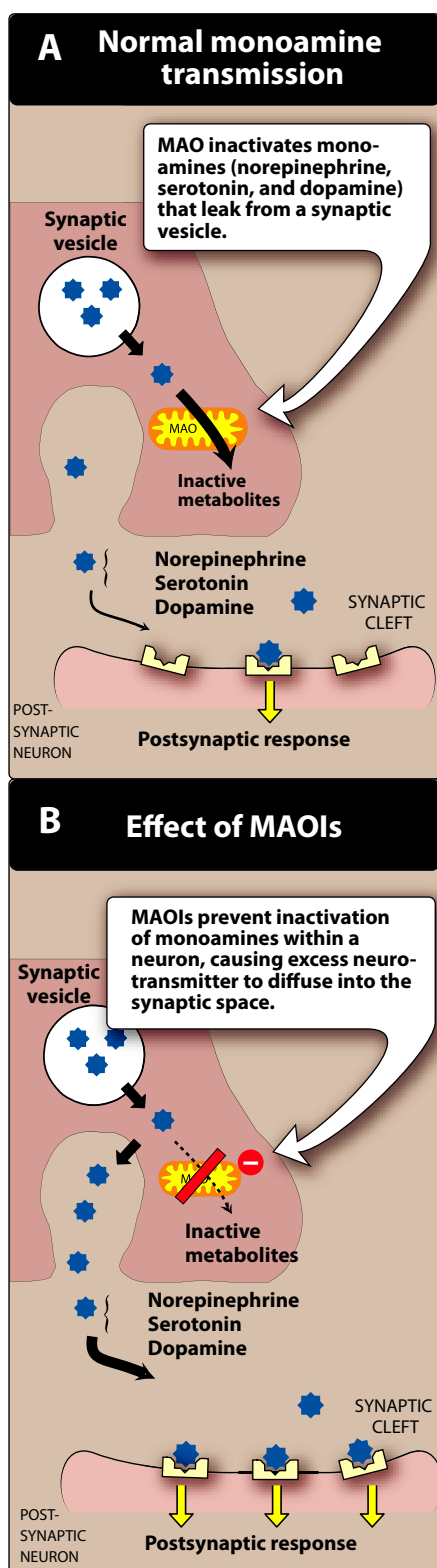 A
Normal monoamine
transmission
MAO inactivates mono-
amines (norepinephrine,
serotonin, and dopamine)
that leak from a synaptic
vesicle.
Synaptic
vesicle
MAO
Inactive
metabolites
Norepinephrine
Serotonin
Dopamine
SYNAPTIC
CLEFT
POST-
SYNAPTIC
NEURON
Postsynaptic response
B
Effect of MAOIs
MAOIs prevent inactivation
of monoamines within a
neuron, causing excess neuro-
transmitter to diffuse into the
synaptic space.
Synaptic
vesicle
Inactive
metabolites
Norepinephrine
Serotonin
Dopamine
SYNAPTIC
CLEFT
POST-
SYNAPTIC
NEURON
Postsynaptic response